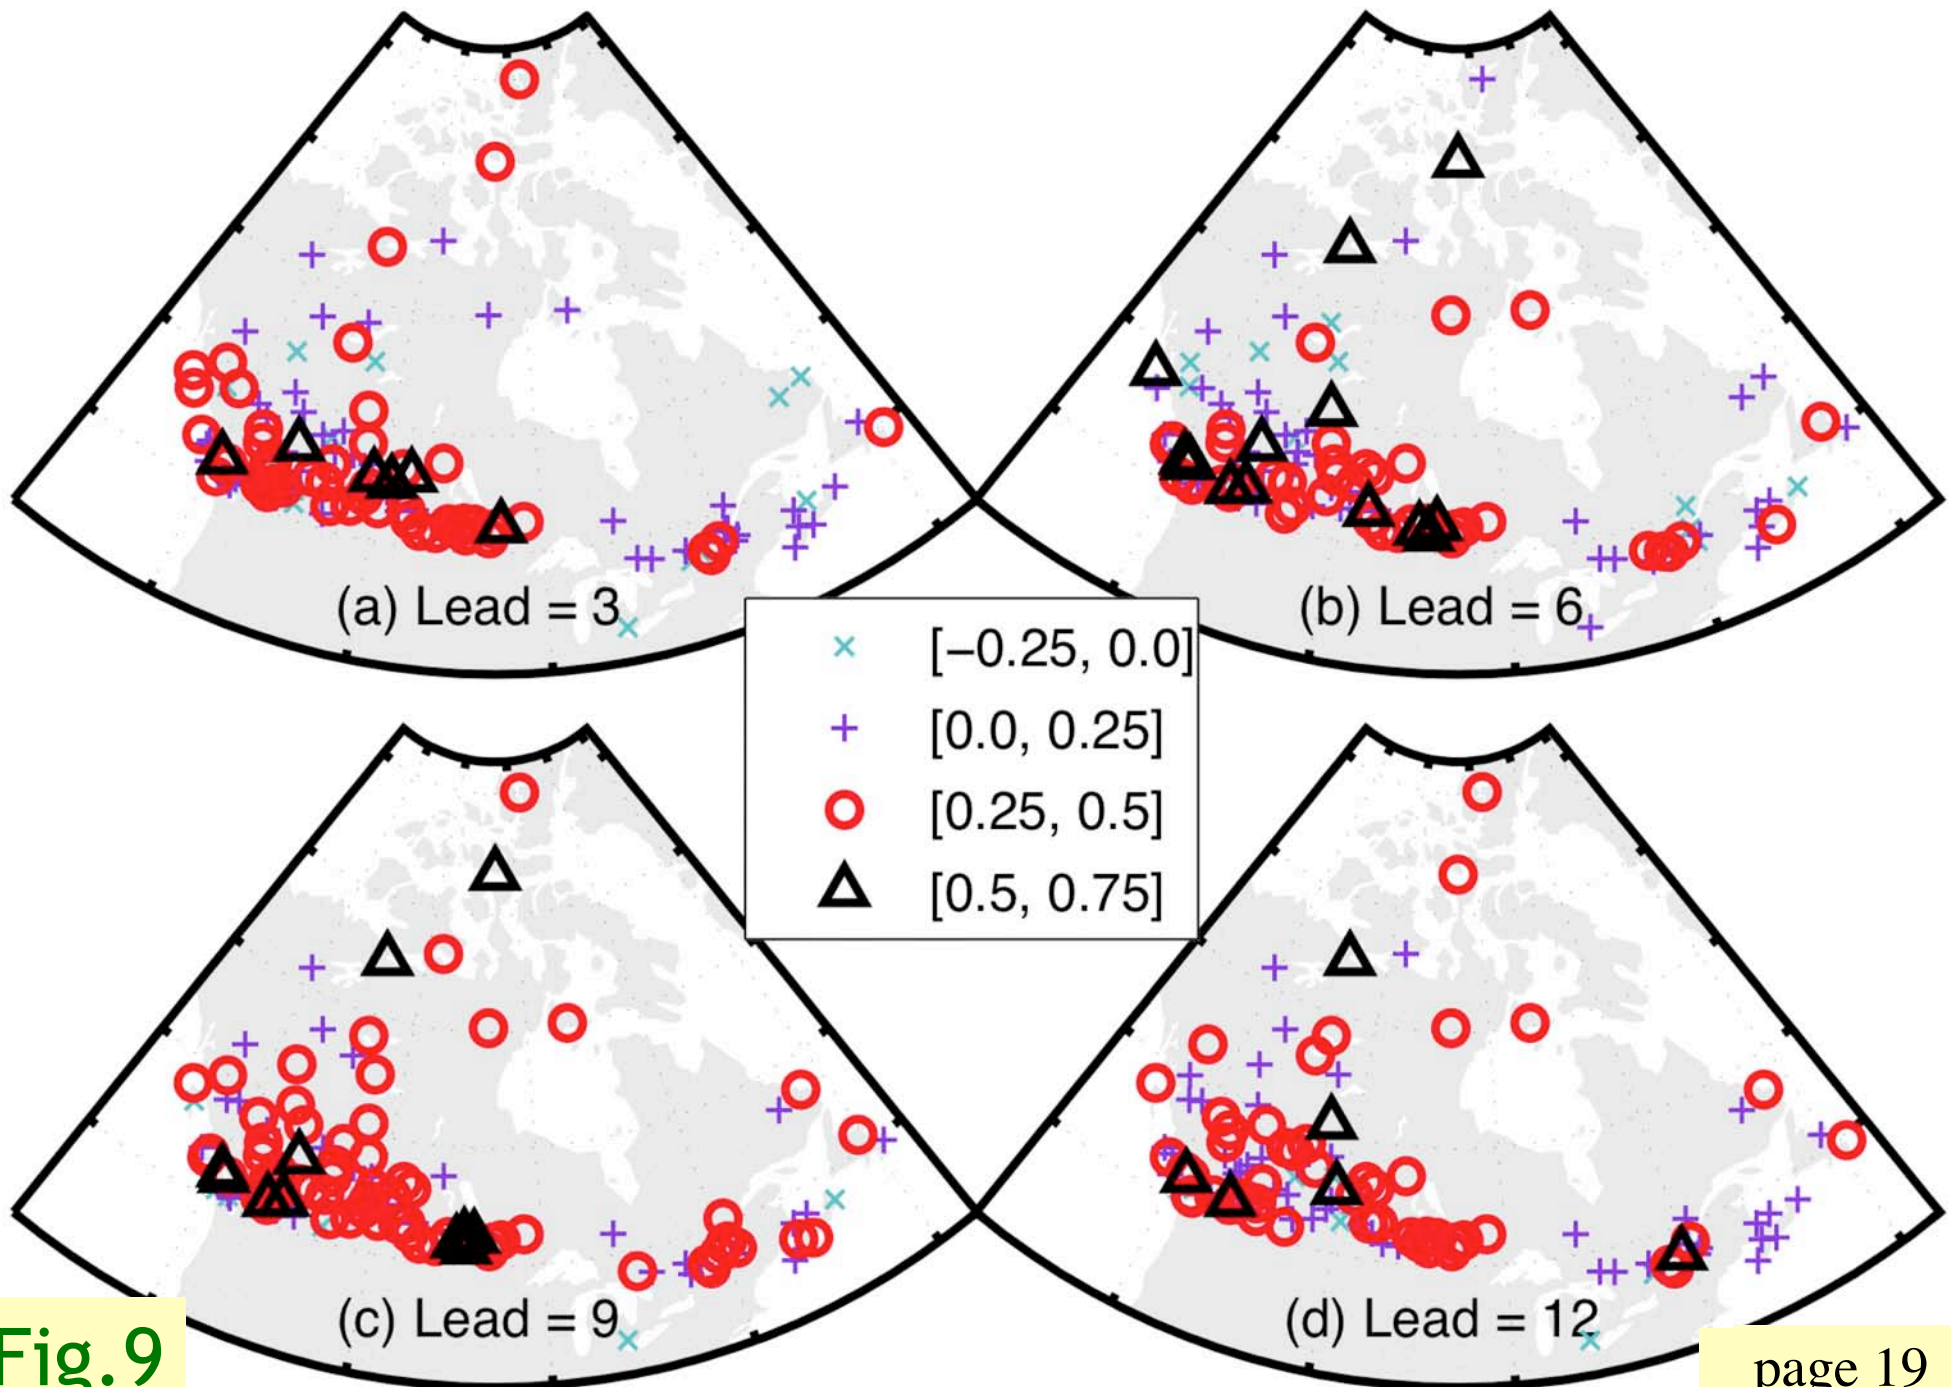 (a) Lead = 3
(b) Lead = 6
[−0.25, 0.0]
[0.0, 0.25]
[0.25, 0.5]
[0.5, 0.75]
(c) Lead = 9
(d) Lead = 12
Fig.9
page 19